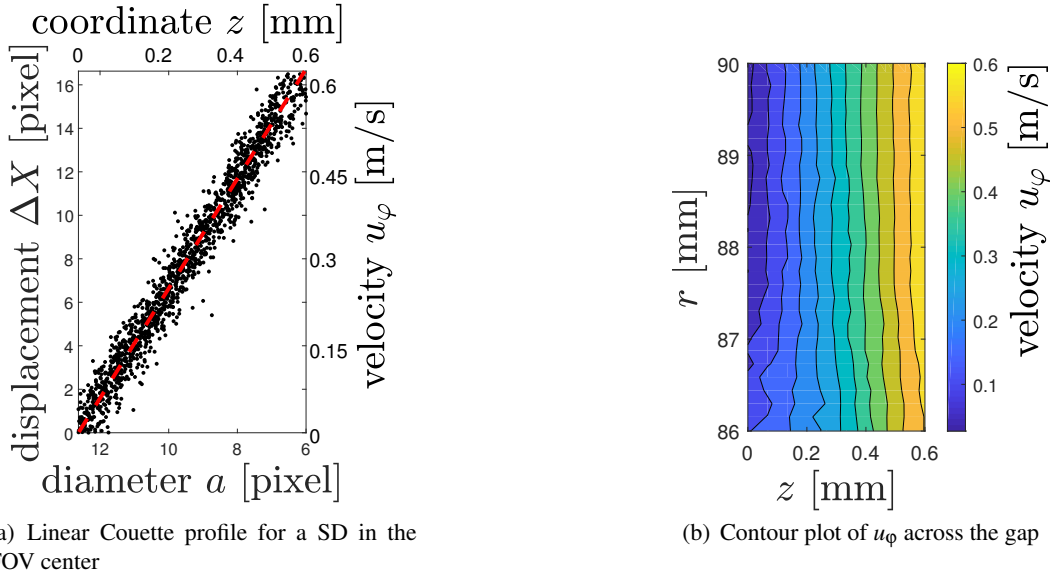 coordinate z [mm]
0 0.2 0.4 0.6
displacement ΔX [pixel]
16
14
12
10
8
6
4
2
0
0.6
0.45
0.3
0.15
0
velocity uφ [m/s]
12 10 8 6
diameter a [pixel]
a) Linear Couette profile for a SD in the
FOV center
r [mm]
90
89
88
87
86
0 0.2 0.4 0.6
z [mm]
0.6
0.5
0.4
0.3
0.2
0.1
velocity uφ [m/s]
(b) Contour plot of uφ across the gap